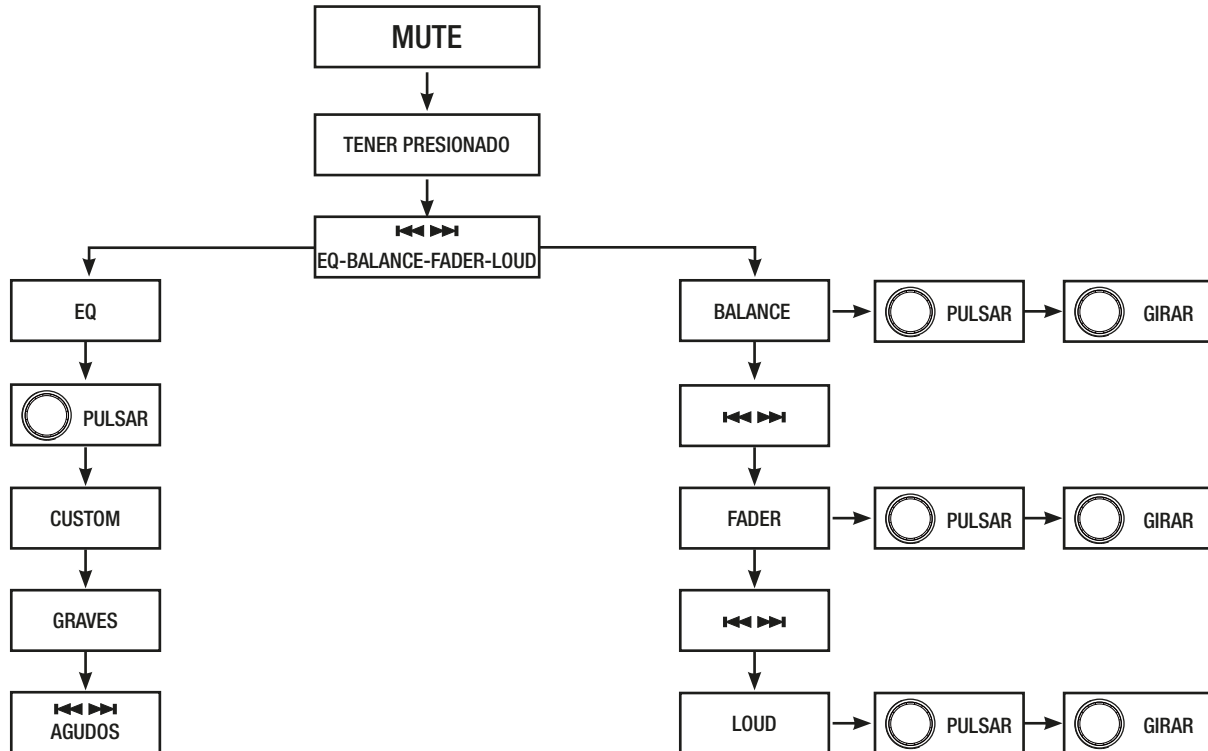 MUTE
TENER PRESIONADO
EQ-BALANCE-FADER-LOUD
EQ
BALANCE
PULSAR
GIRAR
PULSAR
CUSTOM
FADER
PULSAR
GIRAR
GRAVES
AGUDOS
LOUD
PULSAR
GIRAR